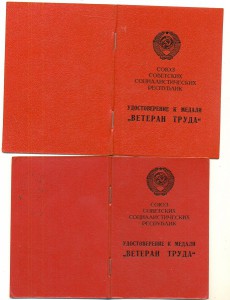 СОЮЗ
СОВЕТСКИХ
СОЦИАЛИСТИЧЕСКИХ
РЕСПУБЛИК
УДОСТОВЕРЕНИЕ К МЕДАЛИ
„ВЕТЕРАН ТРУДА“
СОЮЗ
СОВЕТСКИХ
СОЦИАЛИСТИЧЕСКИХ
РЕСПУБЛИК
УДОСТОВЕРЕНИЕ К МЕДАЛИ
„ВЕТЕРАН ТРУДА“